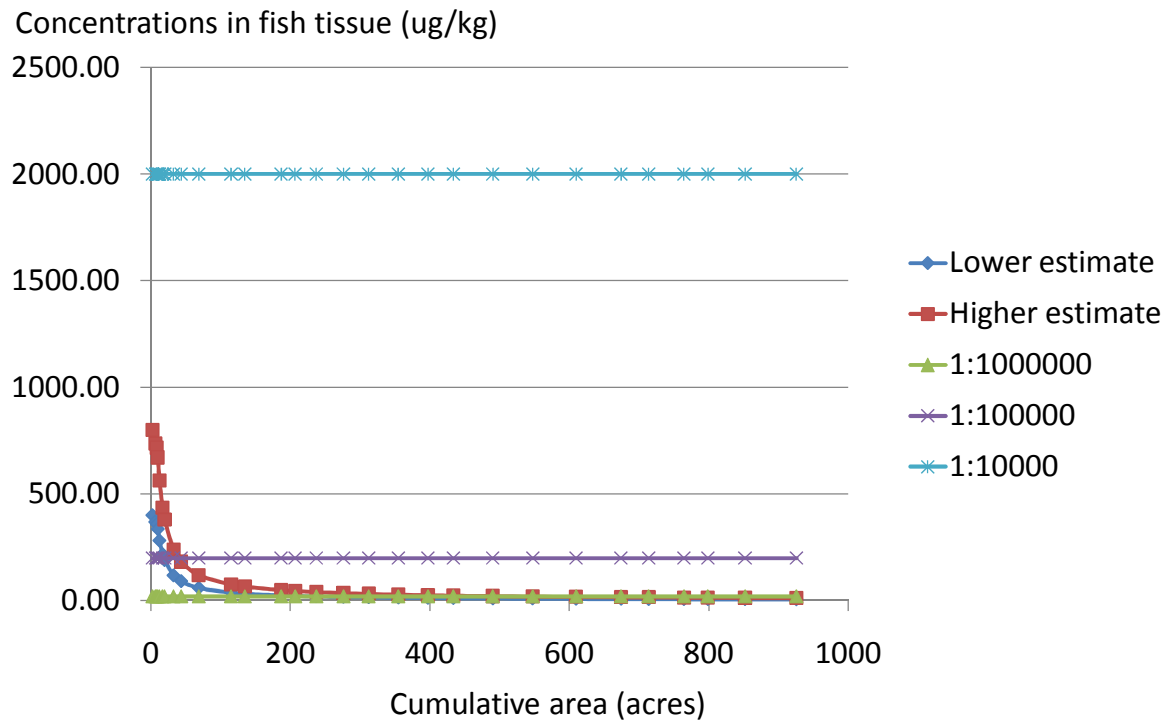 Concentrations in fish tissue (ug/kg)
2500.00
2000.00
1500.00
1000.00
500.00
0.00
0 200 400 600 800 1000
Cumulative area (acres)
Lower estimate
Higher estimate
1:1000000
1:100000
1:10000